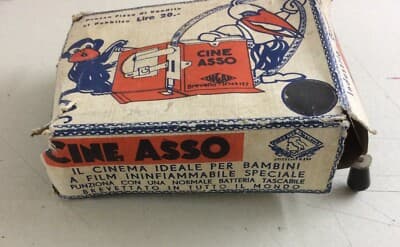 Prezzo Fisso di Vendita
al Pubblico Lire 20.-
CINE
ASSO
INGAP
CINE ASSO
IL CINEMA IDEALE PER BAMBINI
A FILM ININFIAMMABILE SPECIALE
FUNZIONA CON UNA NORMALE BATTERIA TASCABILE
BREVETTATO IN TUTTO IL MONDO